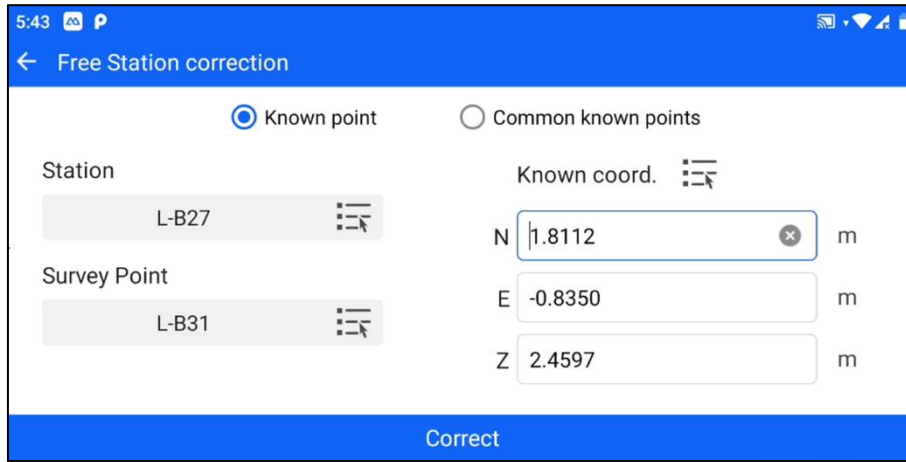 5:43 P
Free Station correction
Known point Common known points
Station
L-B27
Survey Point
L-B31
Known coord.
N 1.8112 m
E -0.8350 m
Z 2.4597 m
Correct